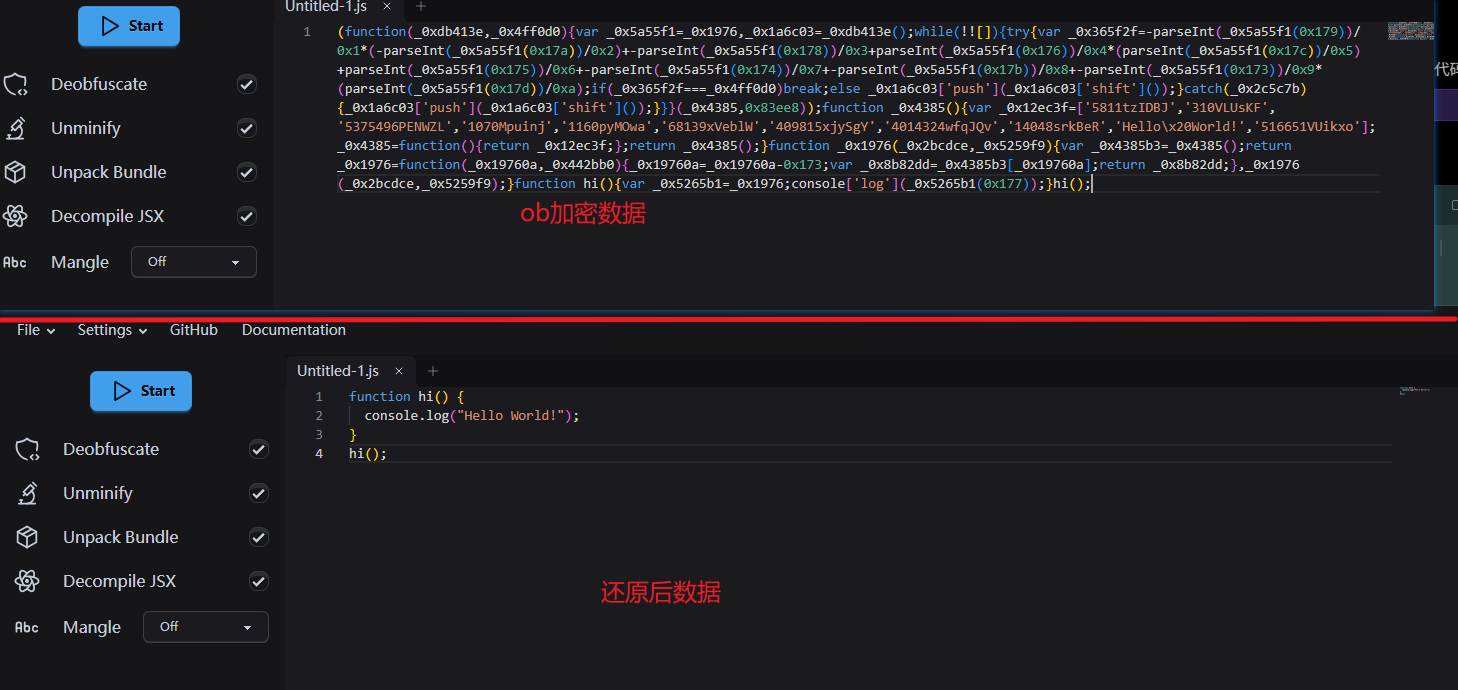 Untitled-1.js × +
Start
Deobfuscate
Unminify
Unpack Bundle
Decompile JSX
Abc Mangle Off
1 (function(_0xdb413e,_0x4ff0d0){var _0x5a55f1=_0x1976,_0x1a6c03=_0xdb413e();while(!![]){try{var _0x365f2f=-parseInt(_0x5a55f1(0x179))/
0x1*(-parseInt(_0x5a55f1(0x17a))/0x2)+-parseInt(_0x5a55f1(0x178))/0x3+parseInt(_0x5a55f1(0x176))/0x4*(parseInt(_0x5a55f1(0x17c))/0x5)
+parseInt(_0x5a55f1(0x175))/0x6+-parseInt(_0x5a55f1(0x174))/0x7+-parseInt(_0x5a55f1(0x17b))/0x8+-parseInt(_0x5a55f1(0x173))/0x9*
(parseInt(_0x5a55f1(0x17d))/0xa);if(_0x365f2f===_0x4ff0d0)break;else _0x1a6c03['push'](_0x1a6c03['shift']());}catch(_0x2c5c7b)
{_0x1a6c03['push'](_0x1a6c03['shift']());}}}(_0x4385,0x83ee8));function _0x4385(){var _0x12ec3f=['5811tzIDBJ','310VLUsKF',
'5375496PENWZL','1070Mpuinj','1160pyMOwa','68139xVeblW','409815xjySgY','4014324wfqJQv','14048srkBeR','Hello\x20World!','516651VUikxo'];
_0x4385=function(){return _0x12ec3f;};return _0x4385();}function _0x1976(_0x2bcdce,_0x5259f9){var _0x4385b3=_0x4385();return
_0x1976=function(_0x19760a,_0x442bb0){_0x19760a=_0x19760a-0x173;var _0x8b82dd=_0x4385b3[_0x19760a];return _0x8b82dd;},_0x1976
(_0x2bcdce,_0x5259f9);}function hi(){var _0x5265b1=_0x1976;console['log'](_0x5265b1(0x177));}hi();
ob加密数据
代码
File Settings GitHub Documentation
Untitled-1.js × +
Start
Deobfuscate
Unminify
Unpack Bundle
Decompile JSX
Abc Mangle Off
1 function hi() {
2 console.log("Hello World!");
3 }
4 hi();
还原后数据